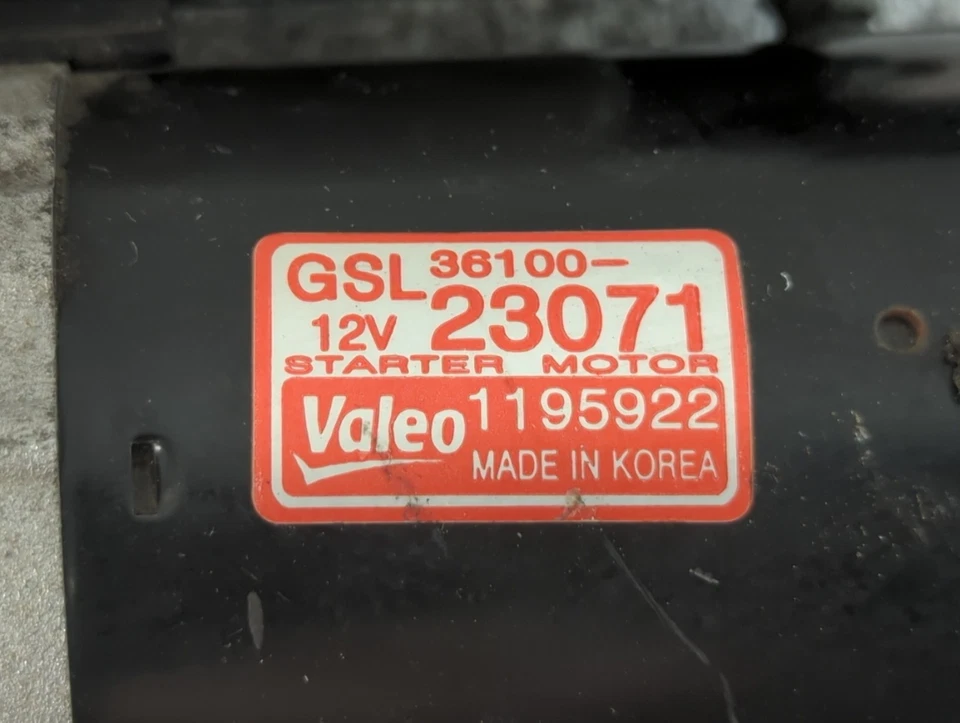 GSL 36100-
12V 23071
STARTER MOTOR
Valeo 1195922
MADE IN KOREA